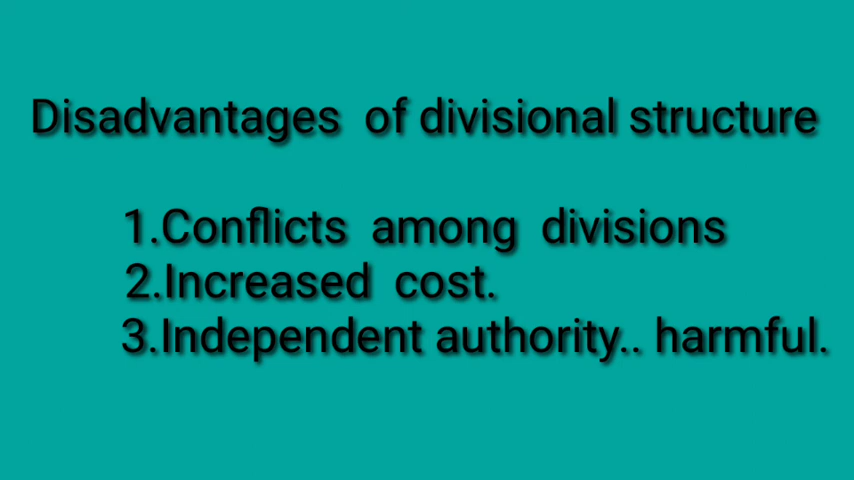 Disadvantages of divisional structure
1.Conflicts among divisions
2.Increased cost.
3.Independent authority.. harmful.